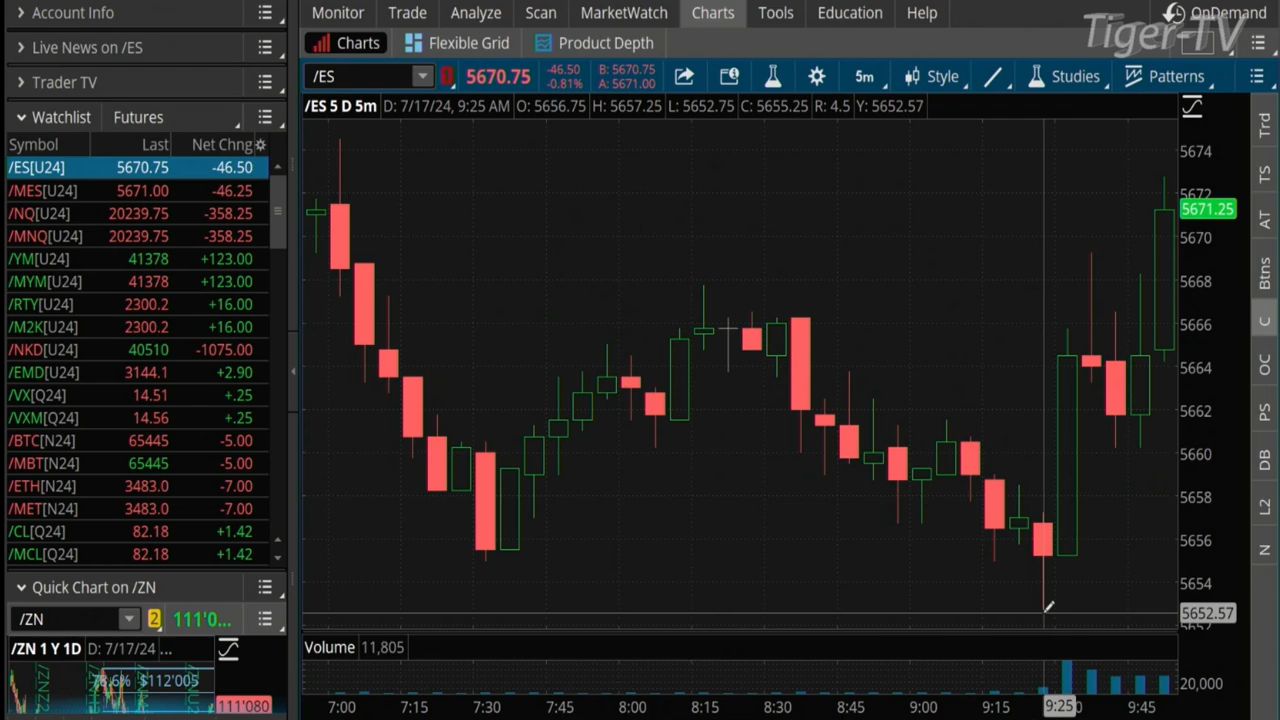 Account Info
Live News on /ES
Trader TV
Watchlist Futures
Symbol Last Net Chng
/ES[U24] 5670.75 -46.50
/MES[U24] 5671.00 -46.25
/NQ[U24] 20239.75 -358.25
/MNQ[U24] 20239.75 -358.25
/YM[U24] 41378 +123.00
/MYM[U24] 41378 +123.00
/RTY[U24] 2300.2 +16.00
/M2K[U24] 2300.2 +16.00
/NKD[U24] 40510 -1075.00
/EMD[U24] 3144.1 +2.90
/VX[Q24] 14.51 +.25
/VXM[Q24] 14.56 +.25
/BTC[N24] 65445 -5.00
/MBT[N24] 65445 -5.00
/ETH[N24] 3483.0 -7.00
/MET[N24] 3483.0 -7.00
/CL[Q24] 82.18 +1.42
/MCL[Q24] 82.18 +1.42
Quick Chart on /ZN
/ZN 2 111'0...
/ZN 1 Y 1D D: 7/17/24 ...
78.6% $112'005
111'080
Monitor Trade Analyze Scan MarketWatch Charts Tools Education Help
OnDemand
Tiger-TV
Charts Flexible Grid Product Depth
/ES 5670.75 -46.50 -0.81% B: 5670.75 A: 5671.00 5m Style Studies Patterns
/ES 5 D 5m D: 7/17/24, 9:25 AM O: 5656.75 H: 5657.25 L: 5652.75 C: 5655.25 R: 4.5 Y: 5652.57
5674
5672
5671.25
5670
5668
5666
5664
5662
5660
5658
5656
5654
5652.57
Volume 11,805
20,000
7:00 7:15 7:30 7:45 8:00 8:15 8:30 8:45 9:00 9:15 9:25 9:45
Trd
TS
AT
Btns
C
OC
PS
DB
L2
N